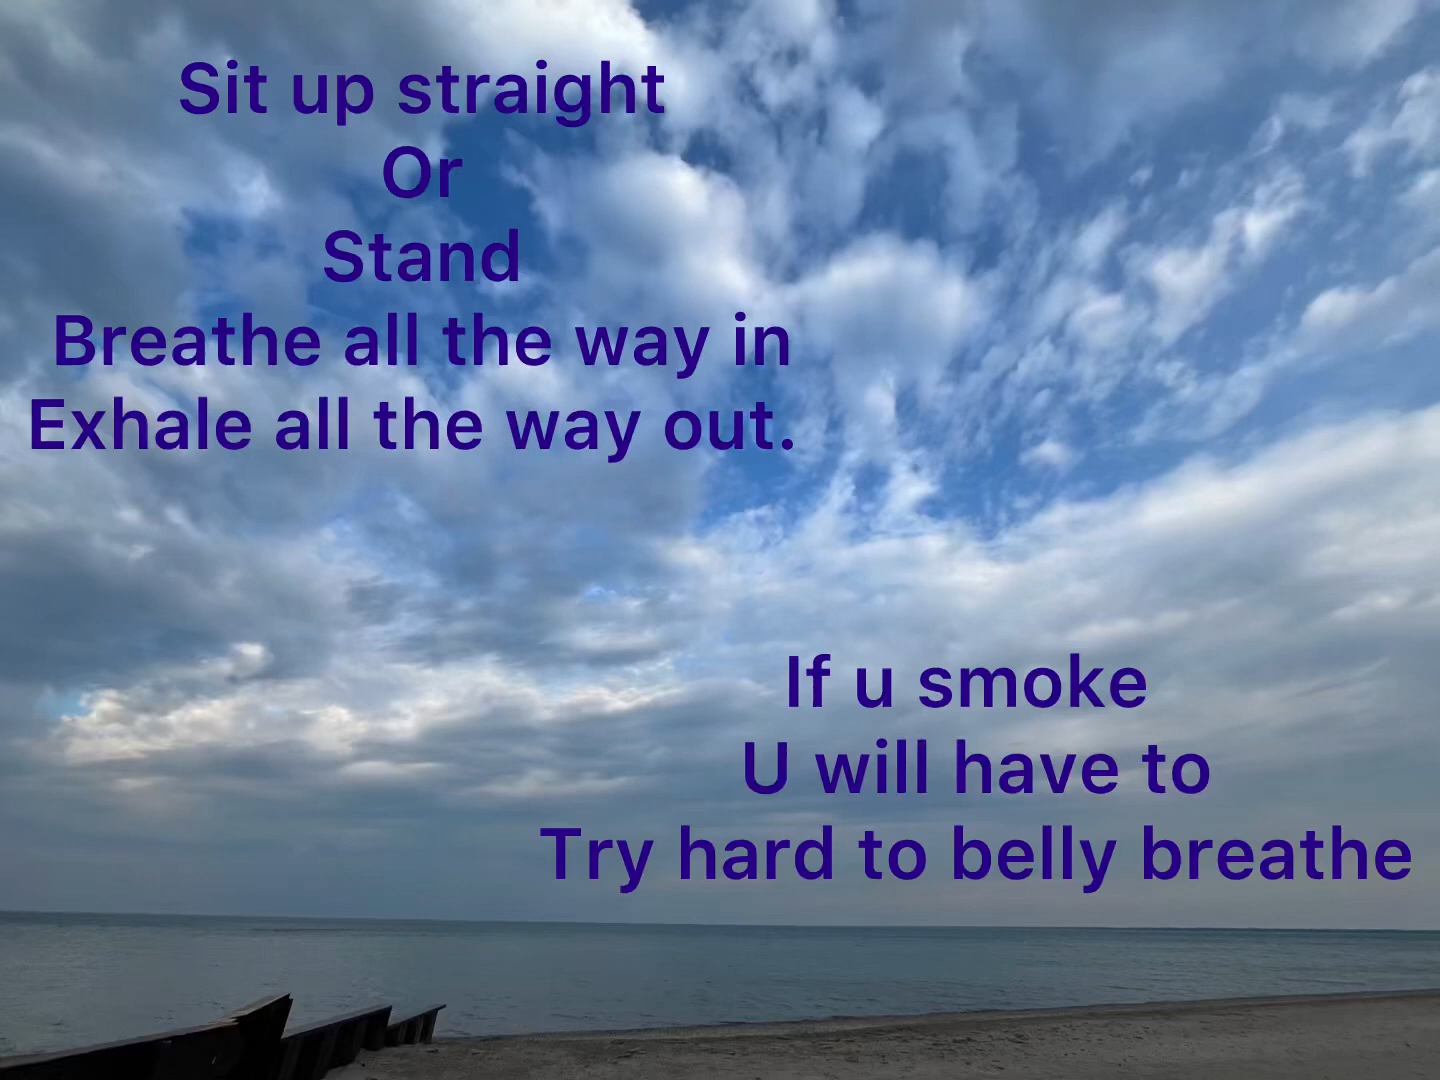 Sit up straight
Or
Stand
Breathe all the way in
Exhale all the way out.
If u smoke
U will have to
Try hard to belly breathe